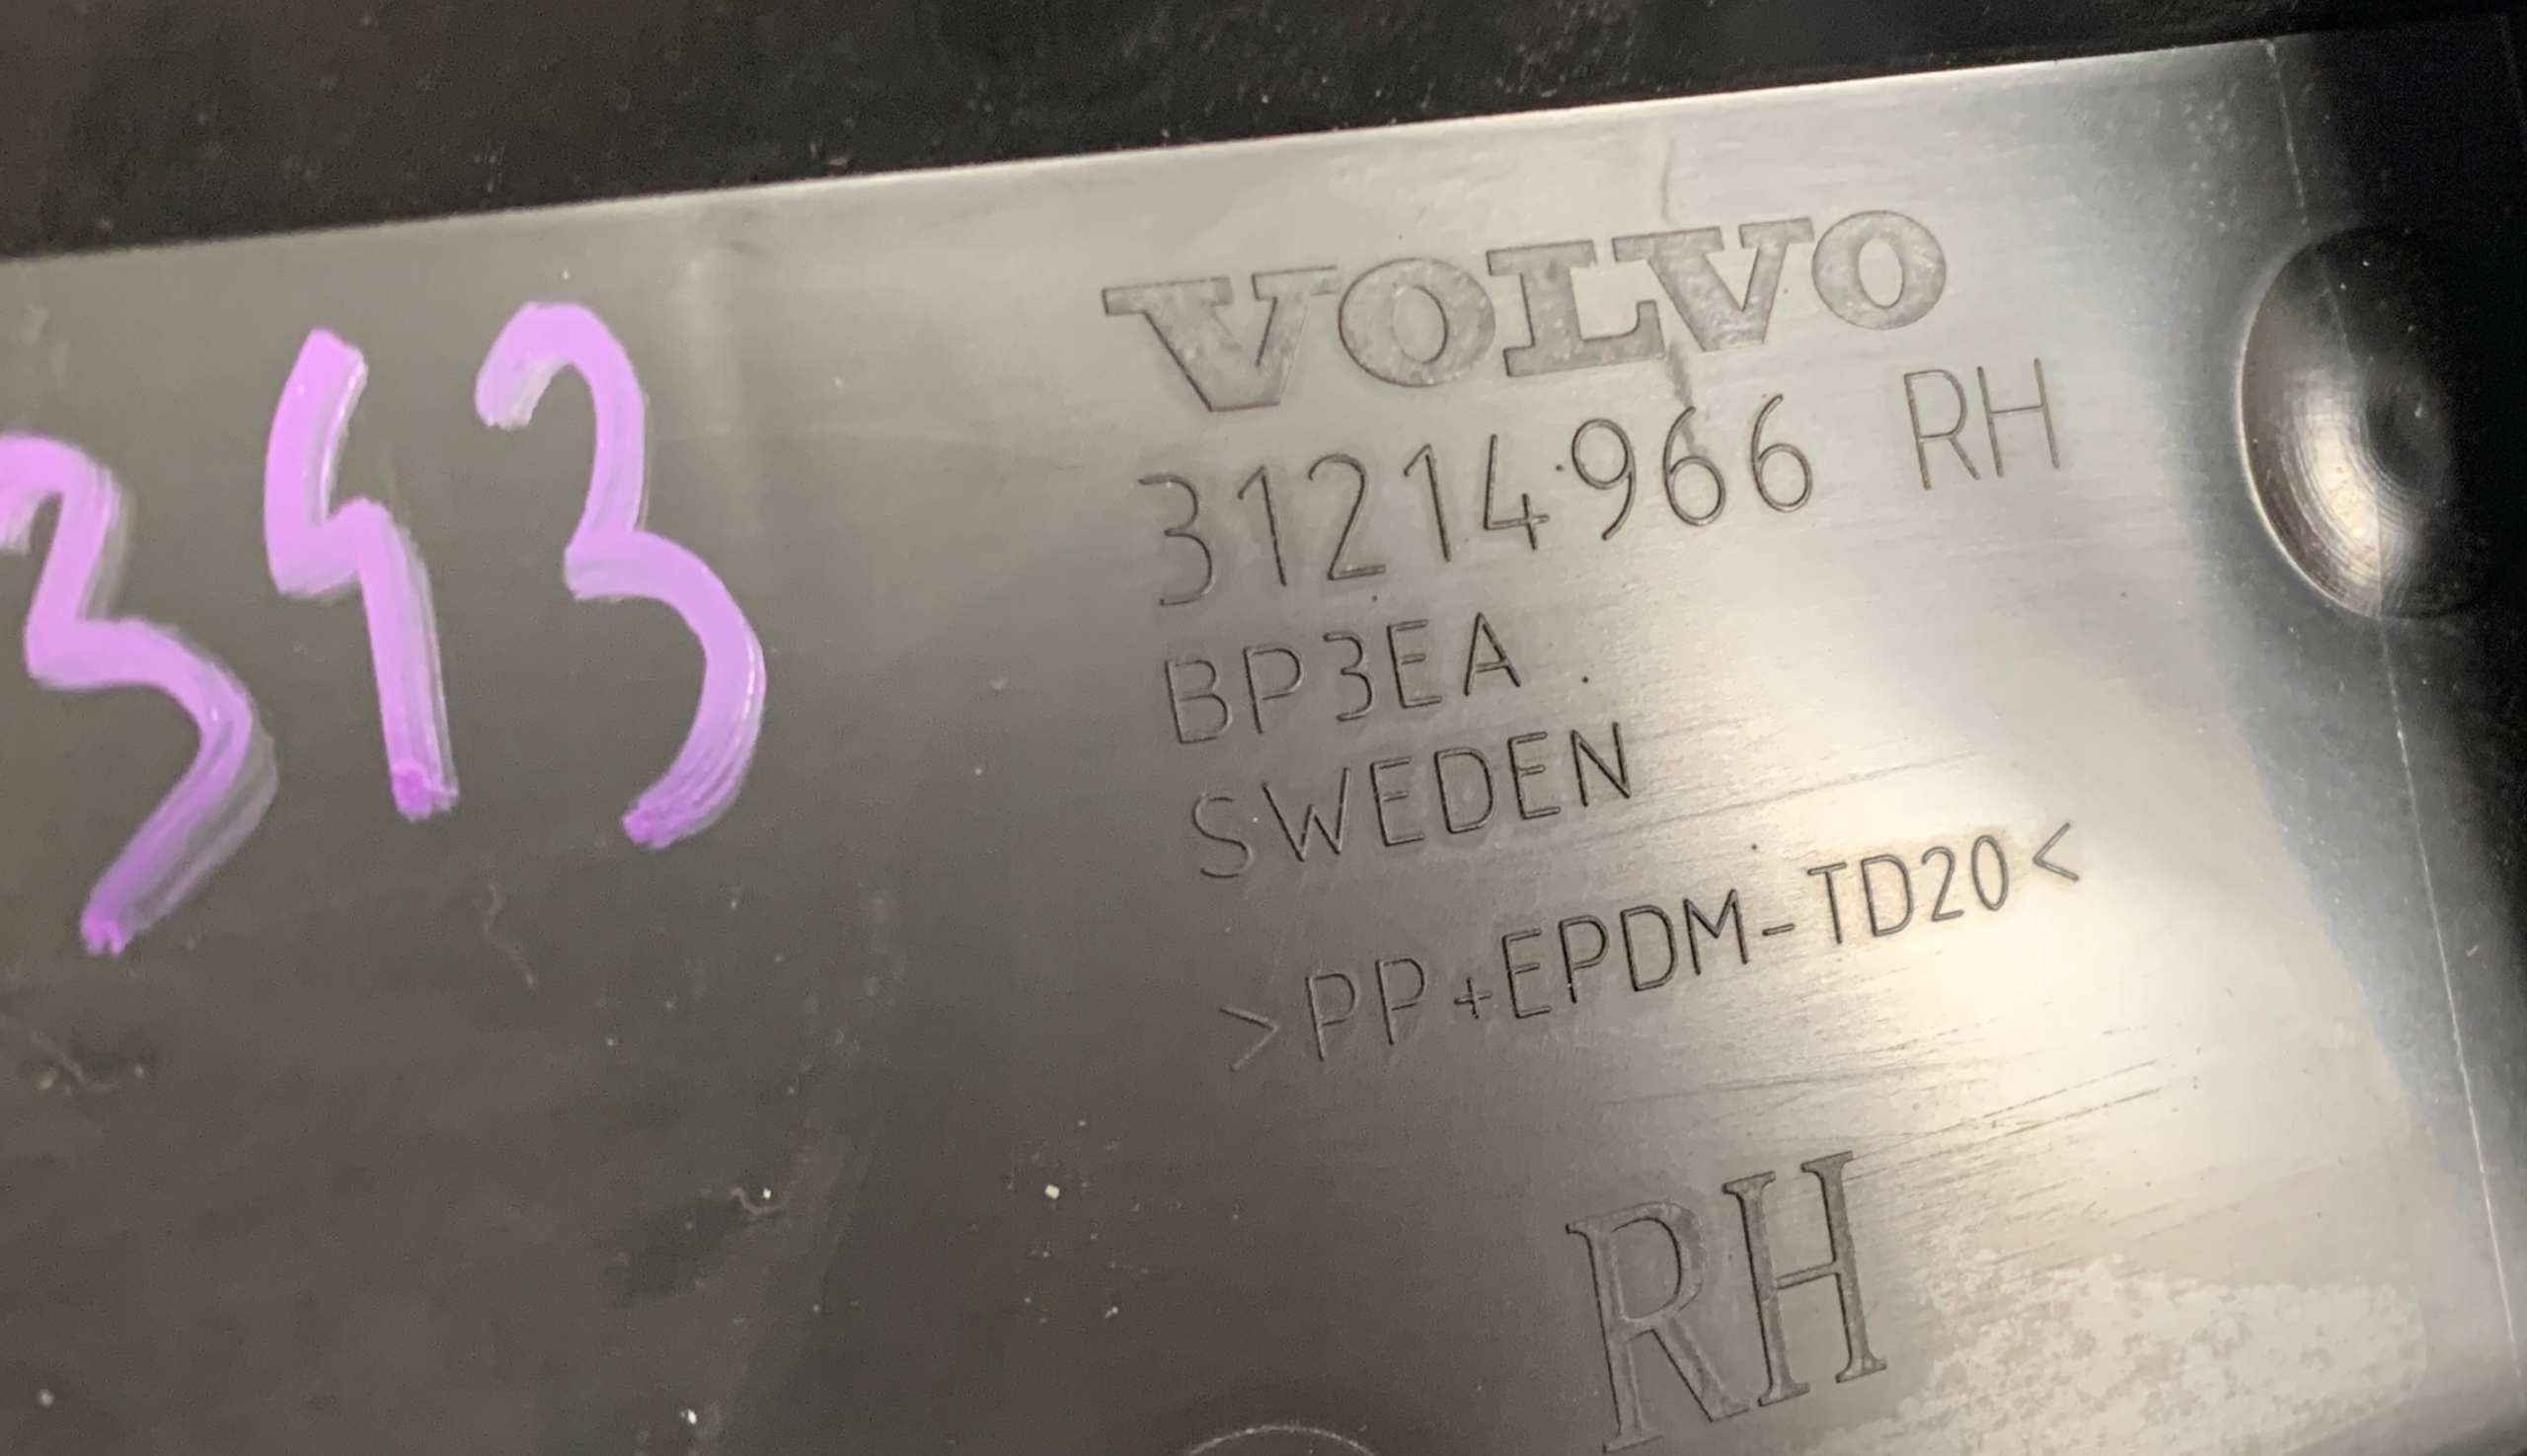 343
VOLVO
31214966 RH
BP3EA
SWEDEN
>PP+EPDM-TD20<
RH